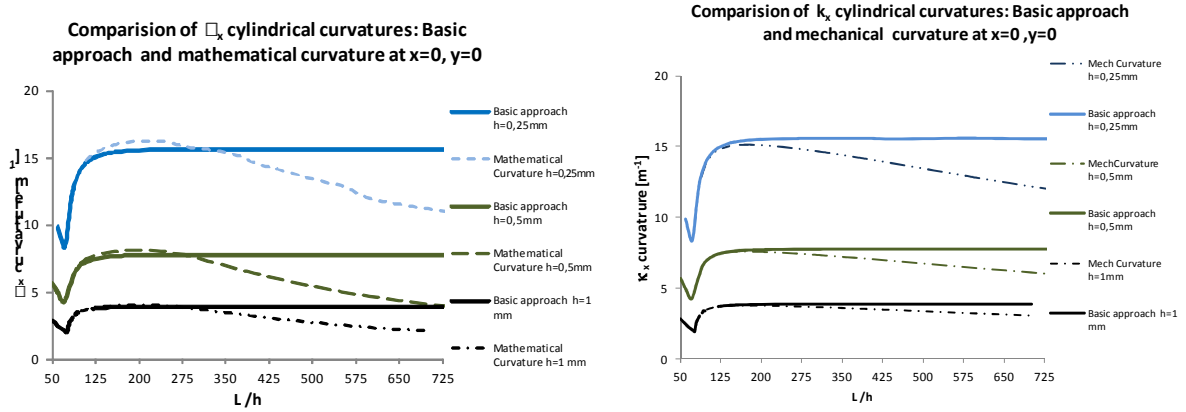 Comparision of □x cylindrical curvatures: Basic
approach and mathematical curvature at x=0, y=0
20
15
10
5
0
50 125 200 275 350 425 500 575 650 725
L /h
Basic approach
h=0,25mm
Mathematical
Curvature h=0,25mm
Basic approach
h=0,5mm
Mathematical
Curvature h=0,5mm
Basic approach h=1
mm
Mathematical
Curvature h=1 mm
Comparision of kx cylindrical curvatures: Basic approach
and mechanical curvature at x=0 ,y=0
κx curvatrure [m-1]
20
15
10
5
0
50 125 200 275 350 425 500 575 650 725
L /h
Mech Curvature
h=0,25mm
Basic approach
h=0,25mm
MechCurvature
h=0,5mm
Basic approach
h=0,5mm
Mech Curvature
h=1mm
Basic approach h=1
mm